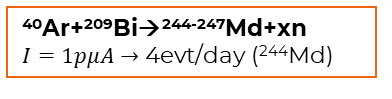 ⁴⁰Ar+²⁰⁹Bi→²⁴⁴⁻²⁴⁷Md+xn
I = 1pμA → 4evt/day (²⁴⁴Md)